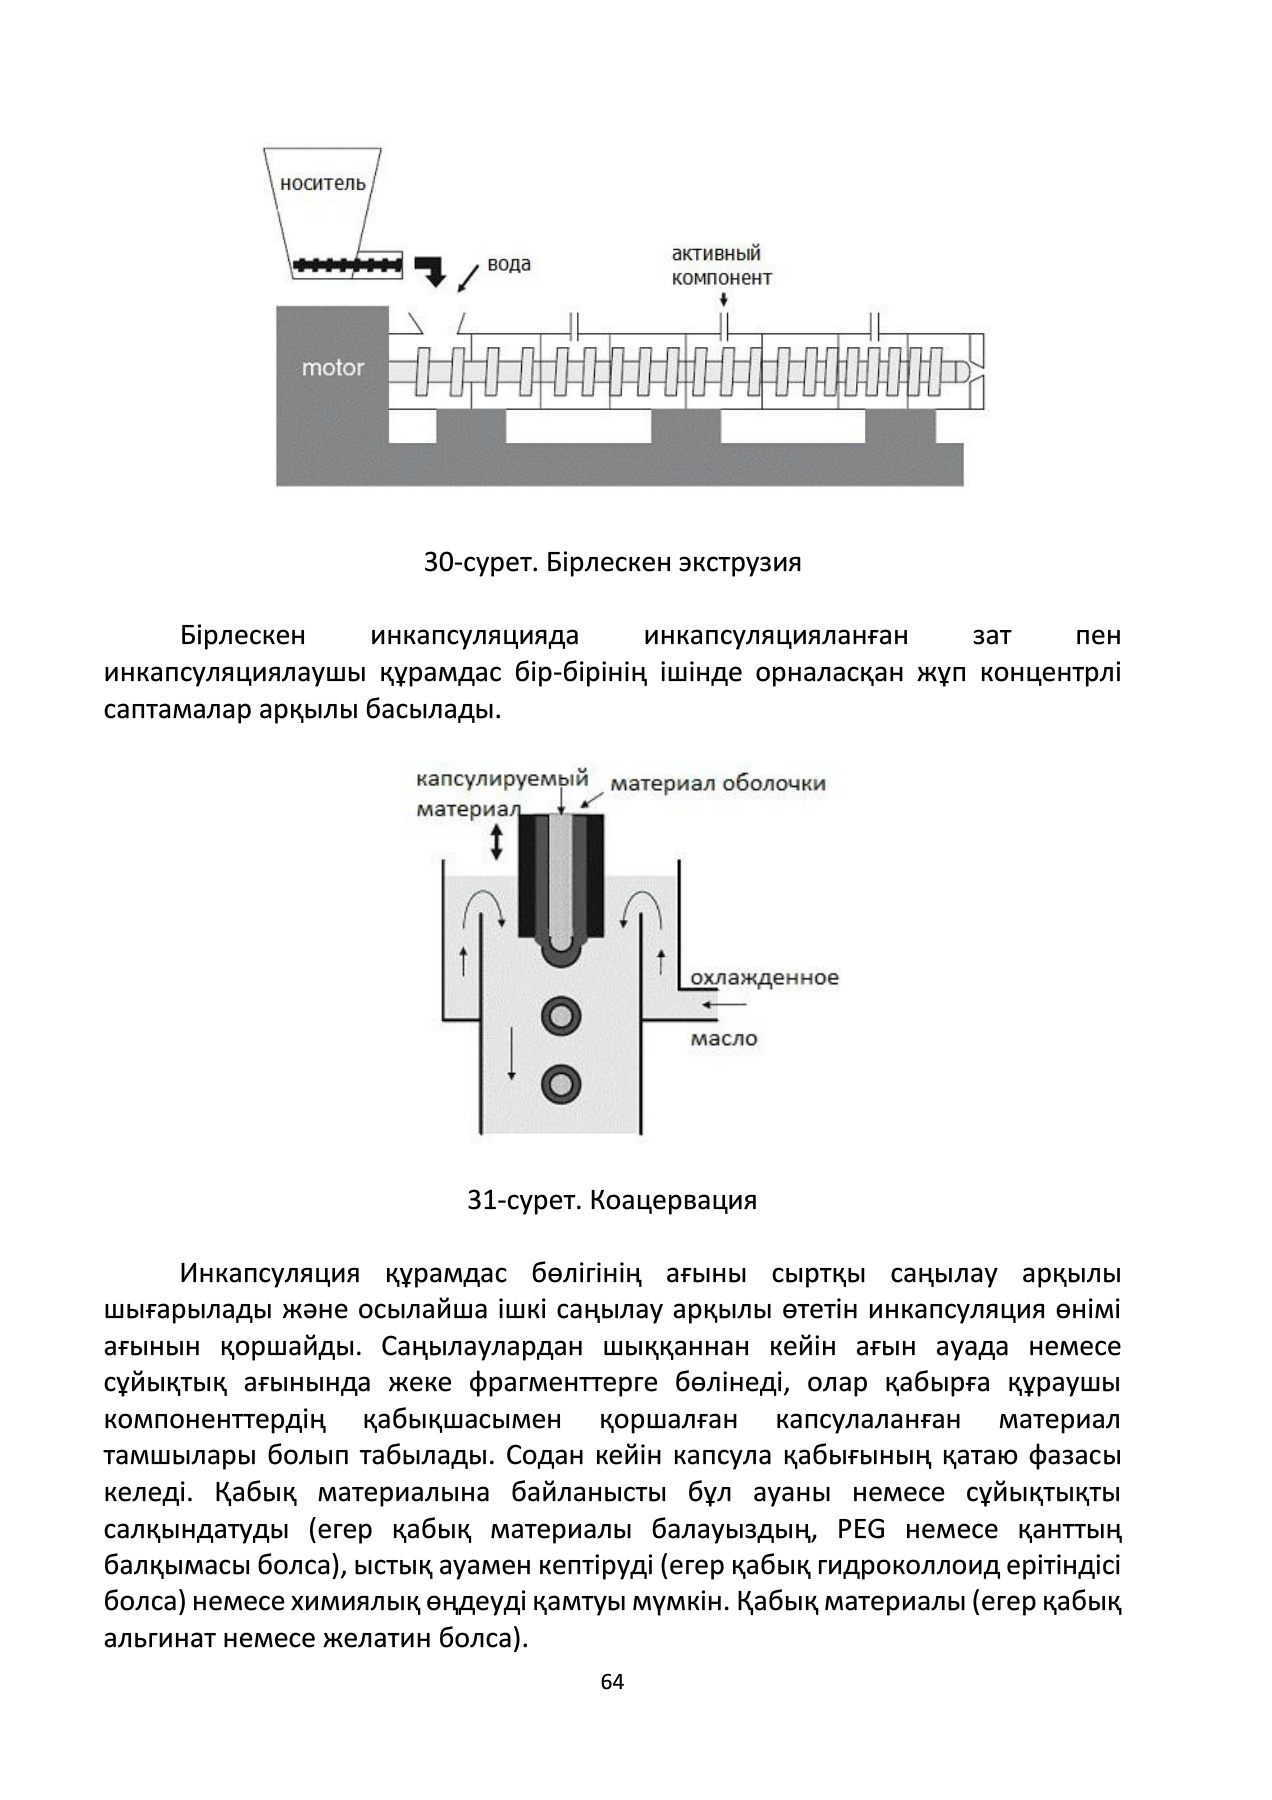 носитель
вода
активный
компонент
motor
30-сурет. Бірлескен экструзия
Бірлескен инкапсуляцияда инкапсуляцияланған зат пен
инкапсуляциялаушы құрамдас бір-бірінің ішінде орналасқан жұп концентрлі
саптамалар арқылы басылады.
капсулируемый
материал
материал оболочки
охлажденное
масло
31-сурет. Коацервация
Инкапсуляция құрамдас бөлігінің ағыны сыртқы саңылау арқылы
шығарылады және осылайша ішкі саңылау арқылы өтетін инкапсуляция өнімі
ағынын қоршайды. Саңылаулардан шыққаннан кейін ағын ауада немесе
сұйықтық ағынында жеке фрагменттерге бөлінеді, олар қабырға құраушы
компоненттердің қабықшасымен қоршалған капсулаланған материал
тамшылары болып табылады. Содан кейін капсула қабығының қатаю фазасы
келеді. Қабық материалына байланысты бұл ауаны немесе сұйықтықты
салқындатуды (егер қабық материалы балауыздың, PEG немесе қанттың
балқымасы болса), ыстық ауамен кептіруді (егер қабық гидроколлоид ерітіндісі
болса) немесе химиялық өңдеуді қамтуы мүмкін. Қабық материалы (егер қабық
альгинат немесе желатин болса).
64